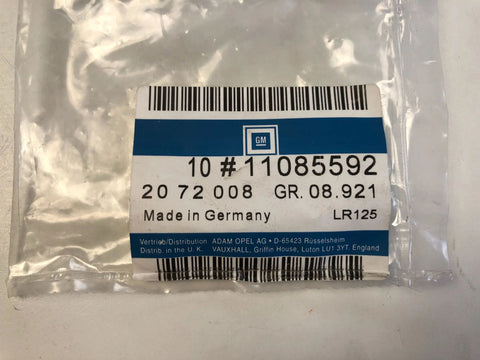 GM
10 # 11085592
20 72 008 GR. 08.921
Made in Germany LR125
Vertrieb/Distribution ADAM OPEL AG • D-65423 Rüsselsheim
Distrib. in the U. K. VAUXHALL, Griffin House, Luton LU1 3YT. England